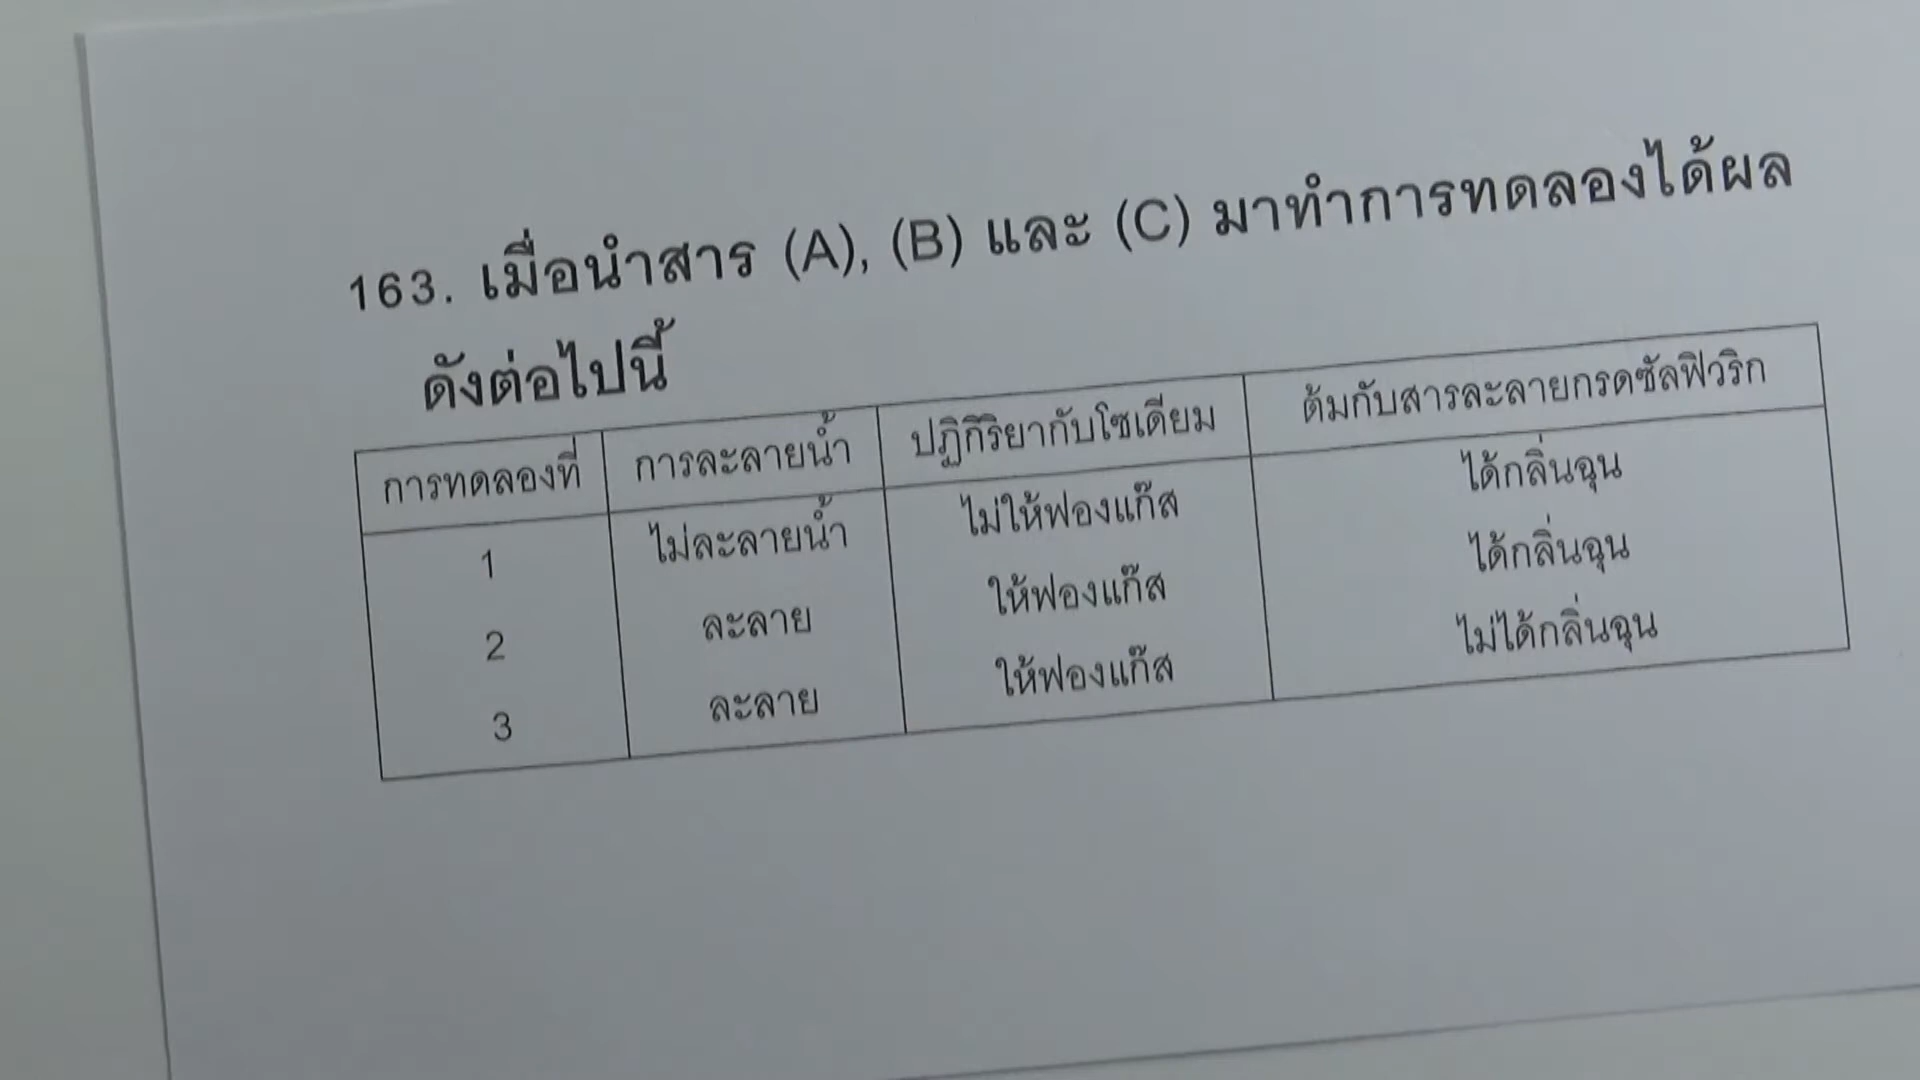 163. เมื่อนำสาร (A), (B) และ (C) มาทำการทดลองได้ผล
ดังต่อไปนี้
การทดลองที่ การละลายน้ำ ปฏิกิริยากับโซเดียม ต้มกับสารละลายกรดซัลฟิวริก
1 ไม่ละลายน้ำ ไม่ให้ฟองแก๊ส ได้กลิ่นฉุน
2 ละลาย ให้ฟองแก๊ส ได้กลิ่นฉุน
3 ละลาย ให้ฟองแก๊ส ไม่ได้กลิ่นฉุน